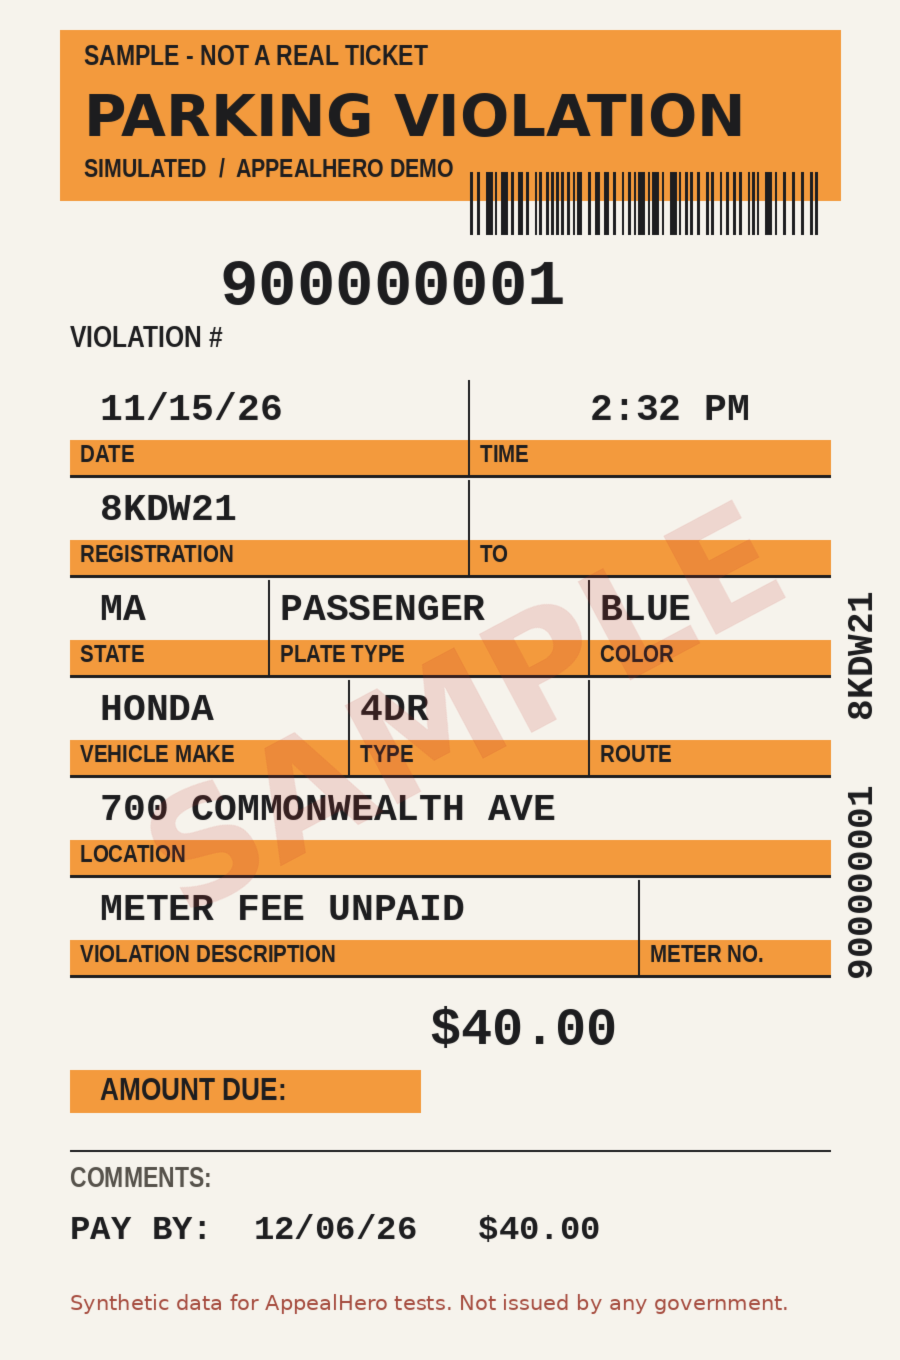 SAMPLE - NOT A REAL TICKET
PARKING VIOLATION
SIMULATED / APPEALHERO DEMO
900000001
VIOLATION #
11/15/26 2:32 PM
DATE TIME
8KDW21
REGISTRATION TO
MA PASSENGER BLUE
STATE PLATE TYPE COLOR
HONDA 4DR
VEHICLE MAKE TYPE ROUTE
700 COMMONWEALTH AVE
LOCATION
METER FEE UNPAID
VIOLATION DESCRIPTION METER NO.
$40.00
AMOUNT DUE:
COMMENTS:
PAY BY: 12/06/26 $40.00
Synthetic data for AppealHero tests. Not issued by any government.
SAMPLE
8KDW21
900000001